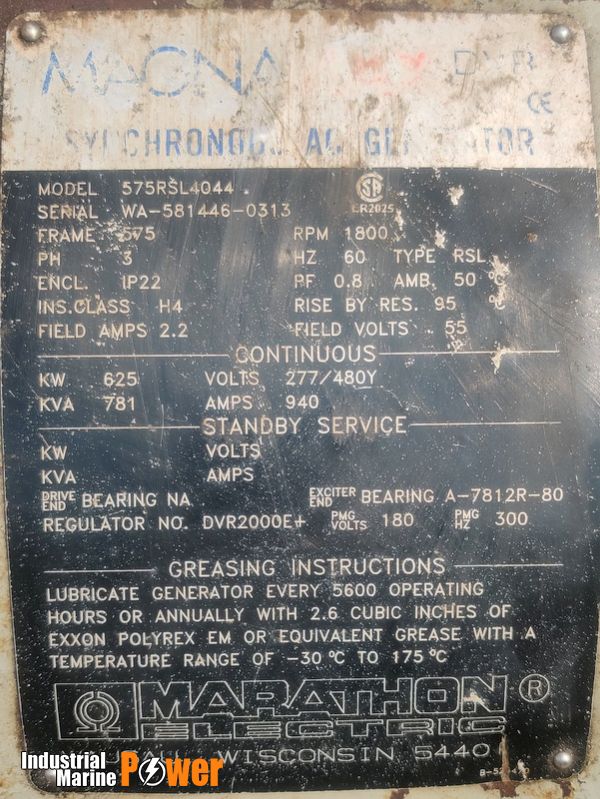 MAGNA DVR
CE
SYNCHRONOUS AC GENERATOR
MODEL 575RSL4044
SERIAL WA-581446-0313 LR2025
FRAME 575 RPM 1800
PH 3 HZ 60 TYPE RSL
ENCL. IP22 PF 0.8 AMB. 50 °C
INS.CLASS H4 RISE BY RES. 95 °C
FIELD AMPS 2.2 FIELD VOLTS 55
CONTINUOUS
KW 625 VOLTS 277/480Y
KVA 781 AMPS 940
STANDBY SERVICE
KW VOLTS
KVA AMPS
DRIVE END BEARING NA EXCITER END BEARING A-7812R-80
REGULATOR NO. DVR2000E+ PMG VOLTS 180 PMG HZ 300
GREASING INSTRUCTIONS
LUBRICATE GENERATOR EVERY 5600 OPERATING
HOURS OR ANNUALLY WITH 2.6 CUBIC INCHES OF
EXXON POLYREX EM OR EQUIVALENT GREASE WITH A
TEMPERATURE RANGE OF -30 °C TO 175 °C
MARATHON ®
ELECTRIC
WISCONSIN 5440
Industrial
Marine Power